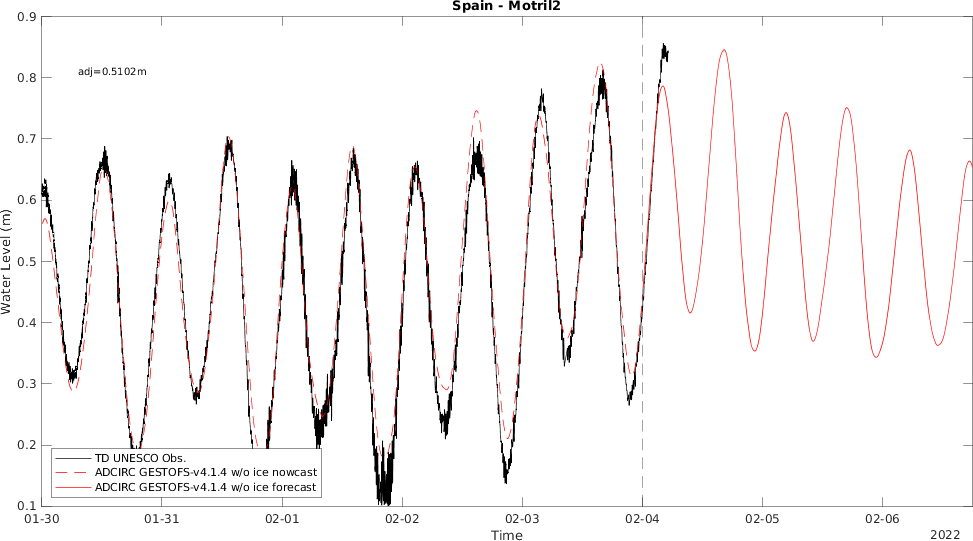 Spain - Motril2
0.9
0.8
0.7
0.6
0.5
0.4
0.3
0.2
0.1
Water Level (m)
adj=0.5102m
TD UNESCO Obs.
ADCIRC GESTOFS-v4.1.4 w/o ice nowcast
ADCIRC GESTOFS-v4.1.4 w/o ice forecast
01-30 01-31 02-01 02-02 02-03 02-04 02-05 02-06
Time
2022